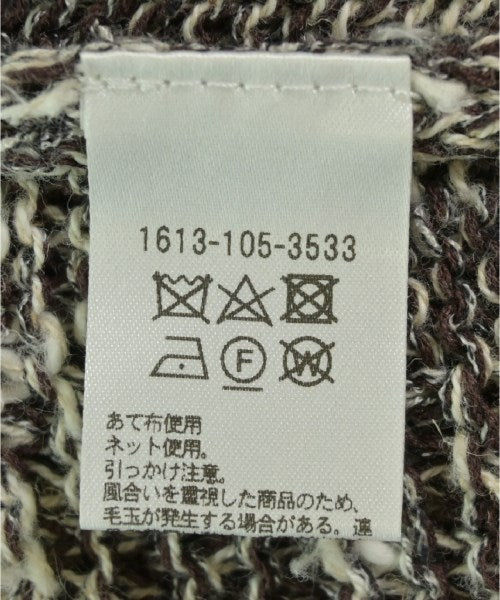 1613-105-3533
F W
あて布使用
ネット使用。
引っかけ注意。
風合いを重視した商品のため、
毛玉が発生する場合がある。連